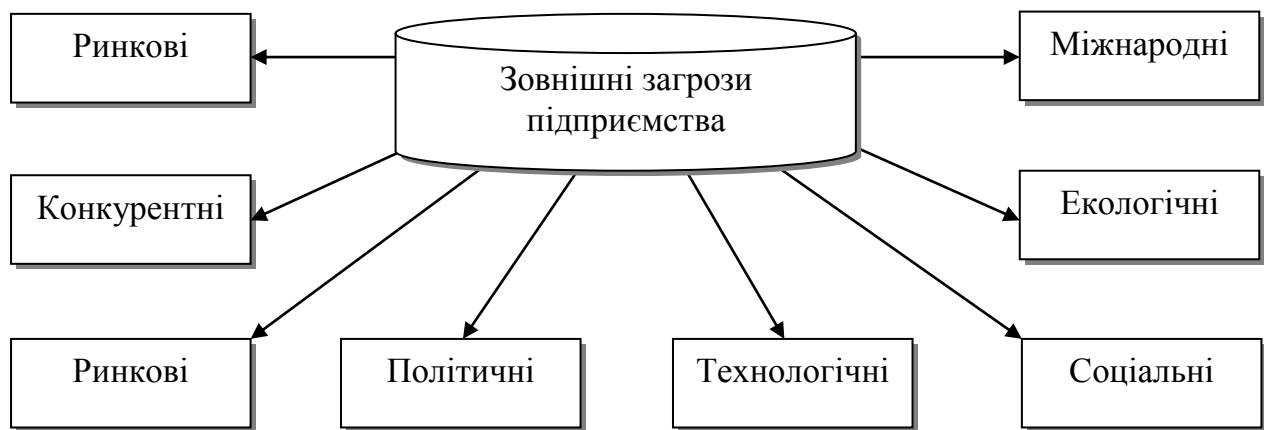 Ринкові
Зовнішні загрози
підприємства
Міжнародні
Конкурентні
Екологічні
Ринкові
Політичні
Технологічні
Соціальні